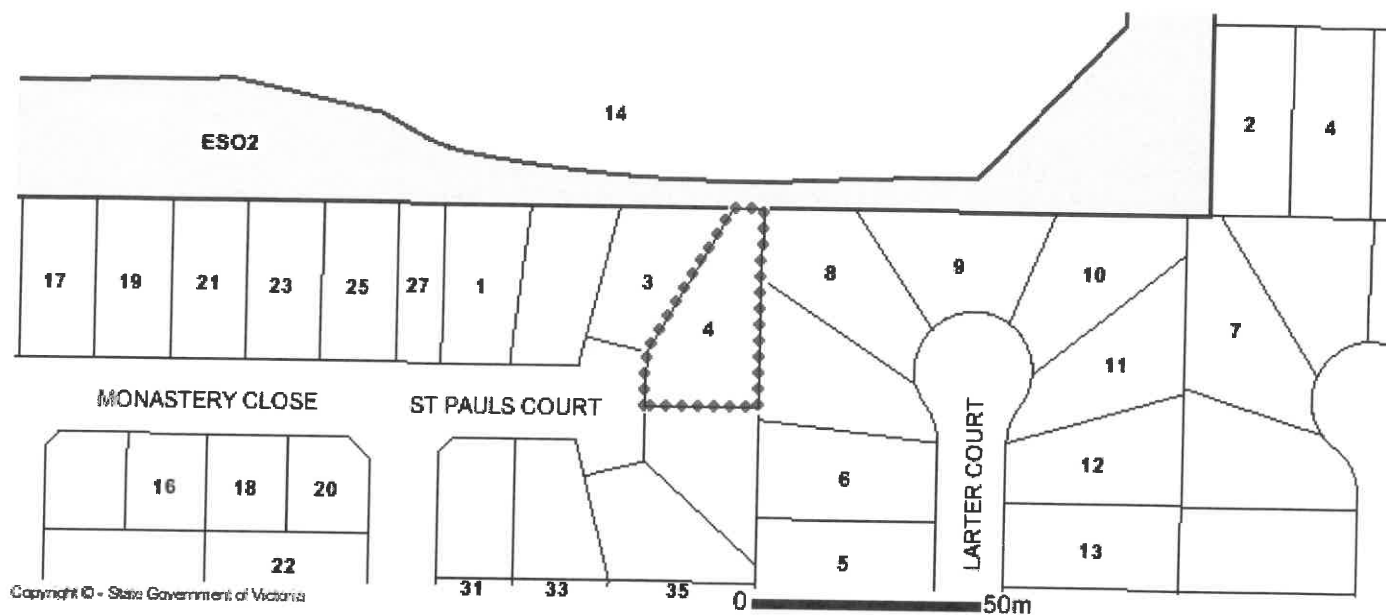 14
2 4
ESO2
17 19 21 23 25 27 1 3 4 8 9 10 7
11
MONASTERY CLOSE ST PAULS COURT
LARTER COURT
16 18 20 6 12
22 31 33 35 5 13
Copyright © - State Government of Victoria
0 50m